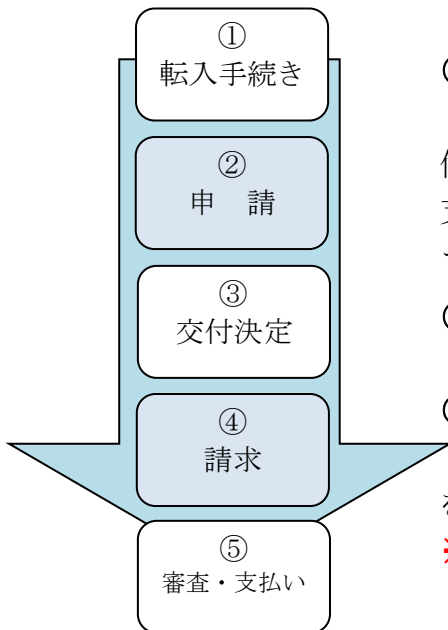 ①
転入手続き
②
申　請
③
交付決定
④
請求
⑤
審査・支払い